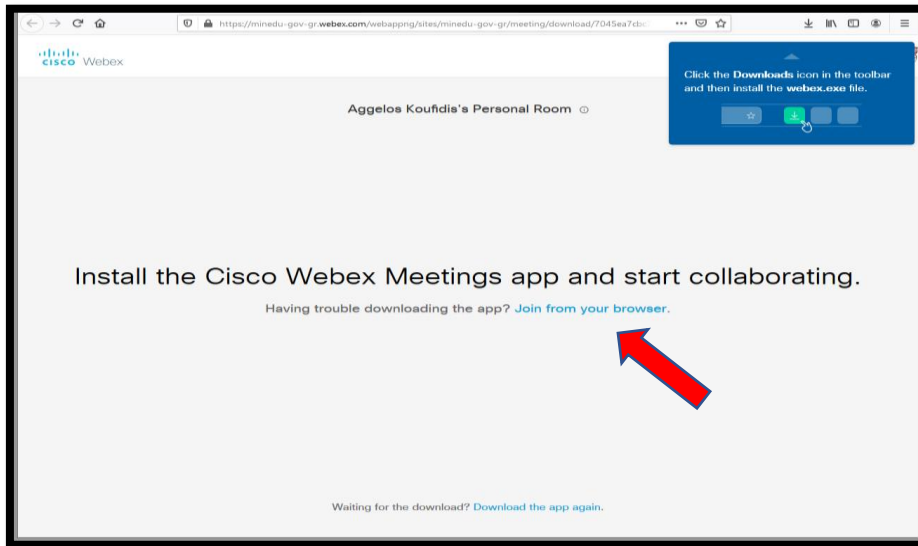 https://minedu-gov-gr.webex.com/webappng/sites/minedu-gov-gr/meeting/download/7045ea7cbc
cisco Webex
Click the Downloads icon in the toolbar
and then install the webex.exe file.
Aggelos Koufidis's Personal Room
Install the Cisco Webex Meetings app and start collaborating.
Having trouble downloading the app? Join from your browser.
Waiting for the download? Download the app again.